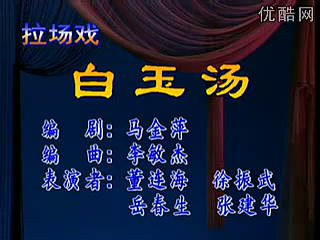 优酷网
拉场戏
白玉汤
编 剧:马金萍
编 曲:李敏杰
表演者:董连海 徐振武
岳春生 张建华